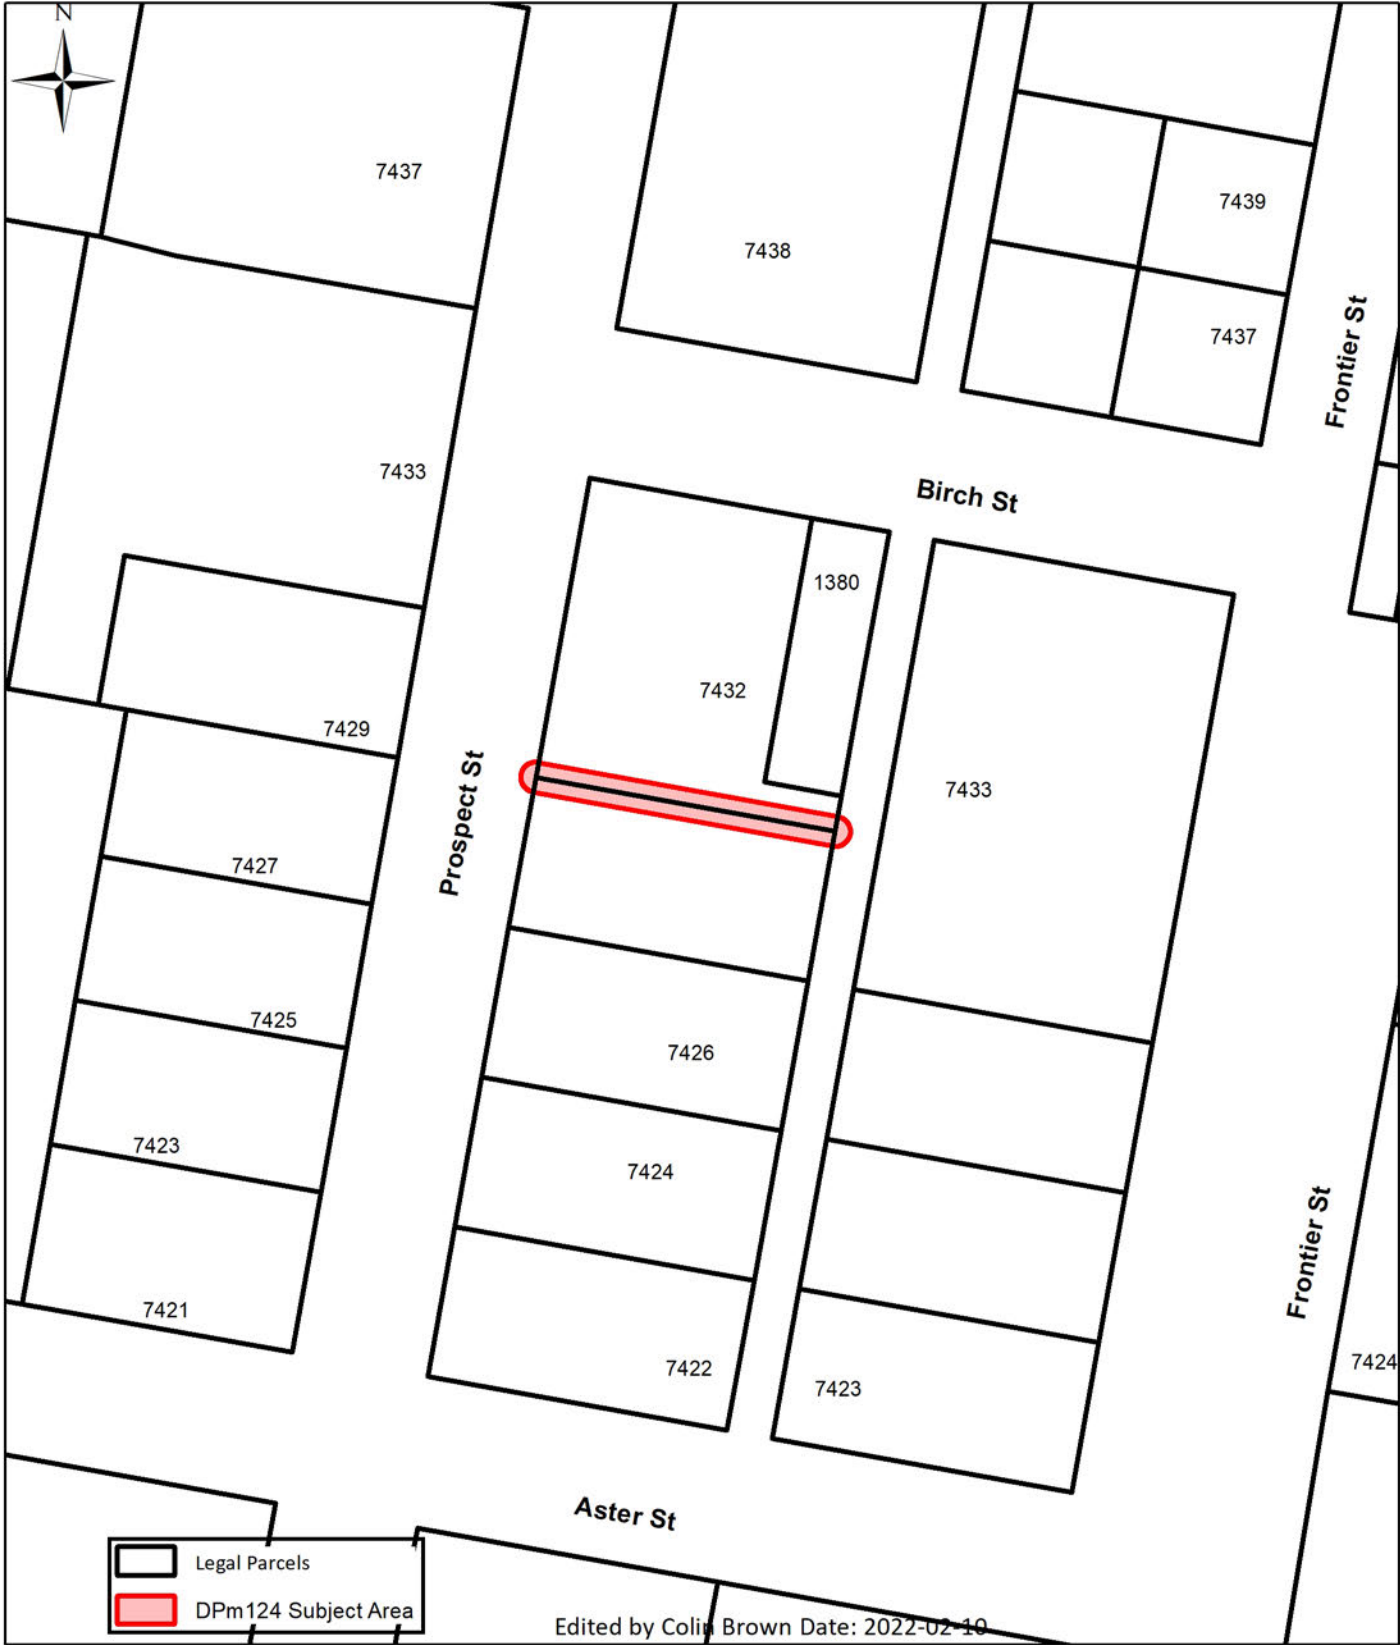 N
7437
7439
7438
7437
Frontier St
7433
Birch St
1380
7432
7429
Prospect St
7433
7427
7425
7426
7423
7424
Frontier St
7421
7422
7424
7423
Aster St
Legal Parcels
DPm124 Subject Area
Edited by Colin Brown Date: 2022-02-10